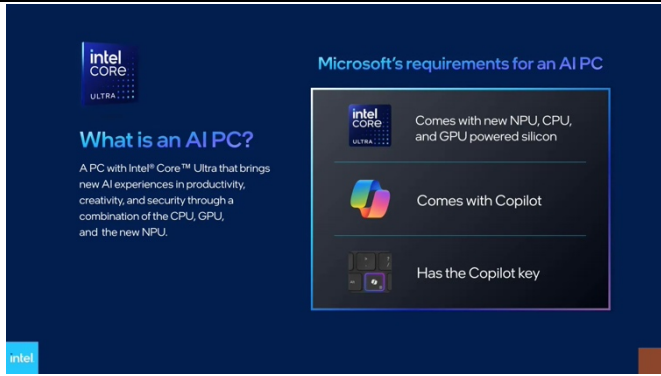 intel
CORE
ULTRA
What is an AI PC?
A PC with Intel® Core™ Ultra that brings
new AI experiences in productivity,
creativity, and security through a
combination of the CPU, GPU,
and the new NPU.
Microsoft's requirements for an AI PC
intel
CORE
ULTRA
Comes with new NPU, CPU,
and GPU powered silicon
Comes with Copilot
Has the Copilot key
intel